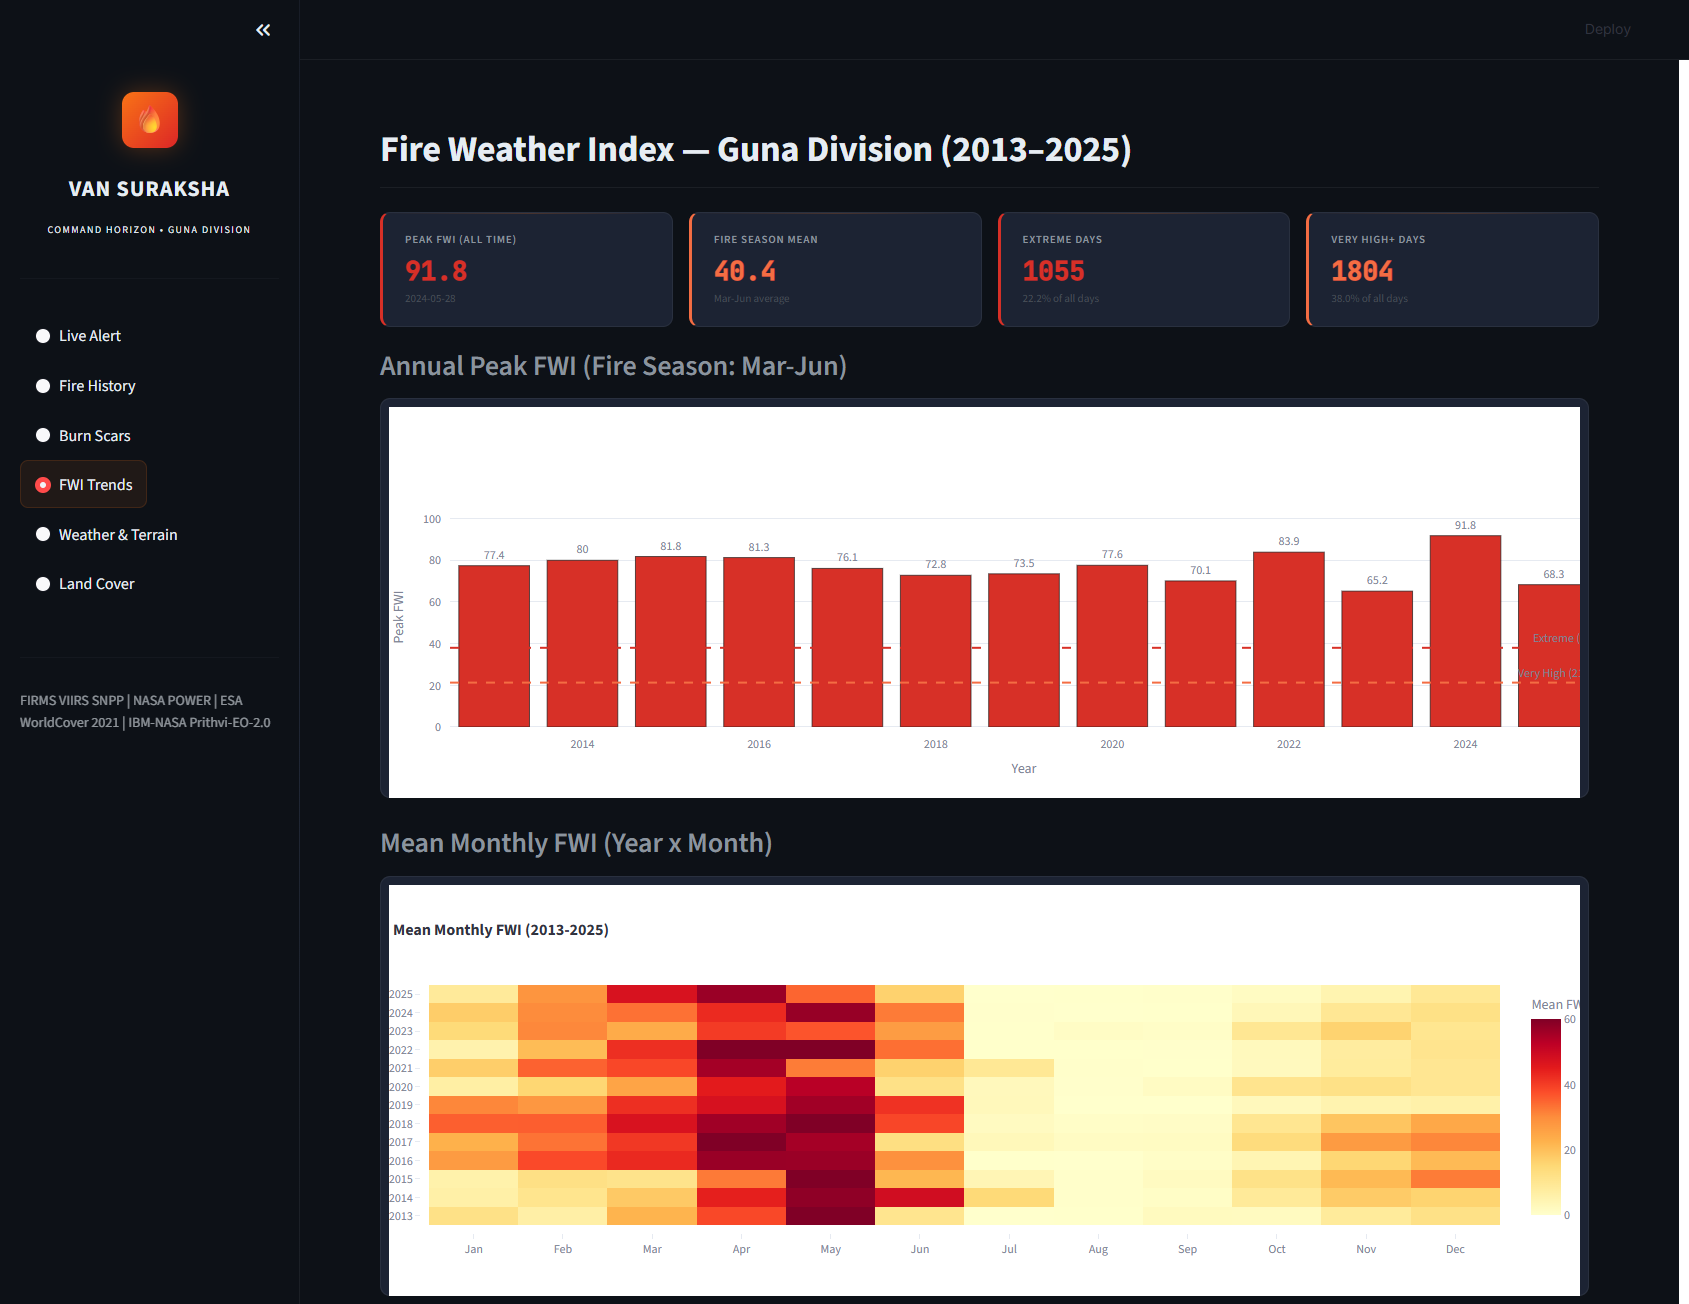 Deploy
VAN SURAKSHA
COMMAND HORIZON • GUNA DIVISION
Live Alert
Fire History
Burn Scars
FWI Trends
Weather & Terrain
Land Cover
FIRMS VIIRS SNPP | NASA POWER | ESA
WorldCover 2021 | IBM-NASA Prithvi-EO-2.0
Fire Weather Index — Guna Division (2013–2025)
PEAK FWI (ALL TIME)
91.8
2024-05-28
FIRE SEASON MEAN
40.4
Mar-Jun average
EXTREME DAYS
1055
22.2% of all days
VERY HIGH+ DAYS
1804
38.0% of all days
Annual Peak FWI (Fire Season: Mar-Jun)
Peak FWI
100
80
60
40
20
0
77.4
80
81.8
81.3
76.1
72.8
73.5
77.6
70.1
83.9
65.2
91.8
68.3
Extreme (
Very High (2
2014
2016
2018
2020
2022
2024
Year
Mean Monthly FWI (Year x Month)
Mean Monthly FWI (2013-2025)
2025
2024
2023
2022
2021
2020
2019
2018
2017
2016
2015
2014
2013
Jan
Feb
Mar
Apr
May
Jun
Jul
Aug
Sep
Oct
Nov
Dec
Mean FW
60
40
20
0